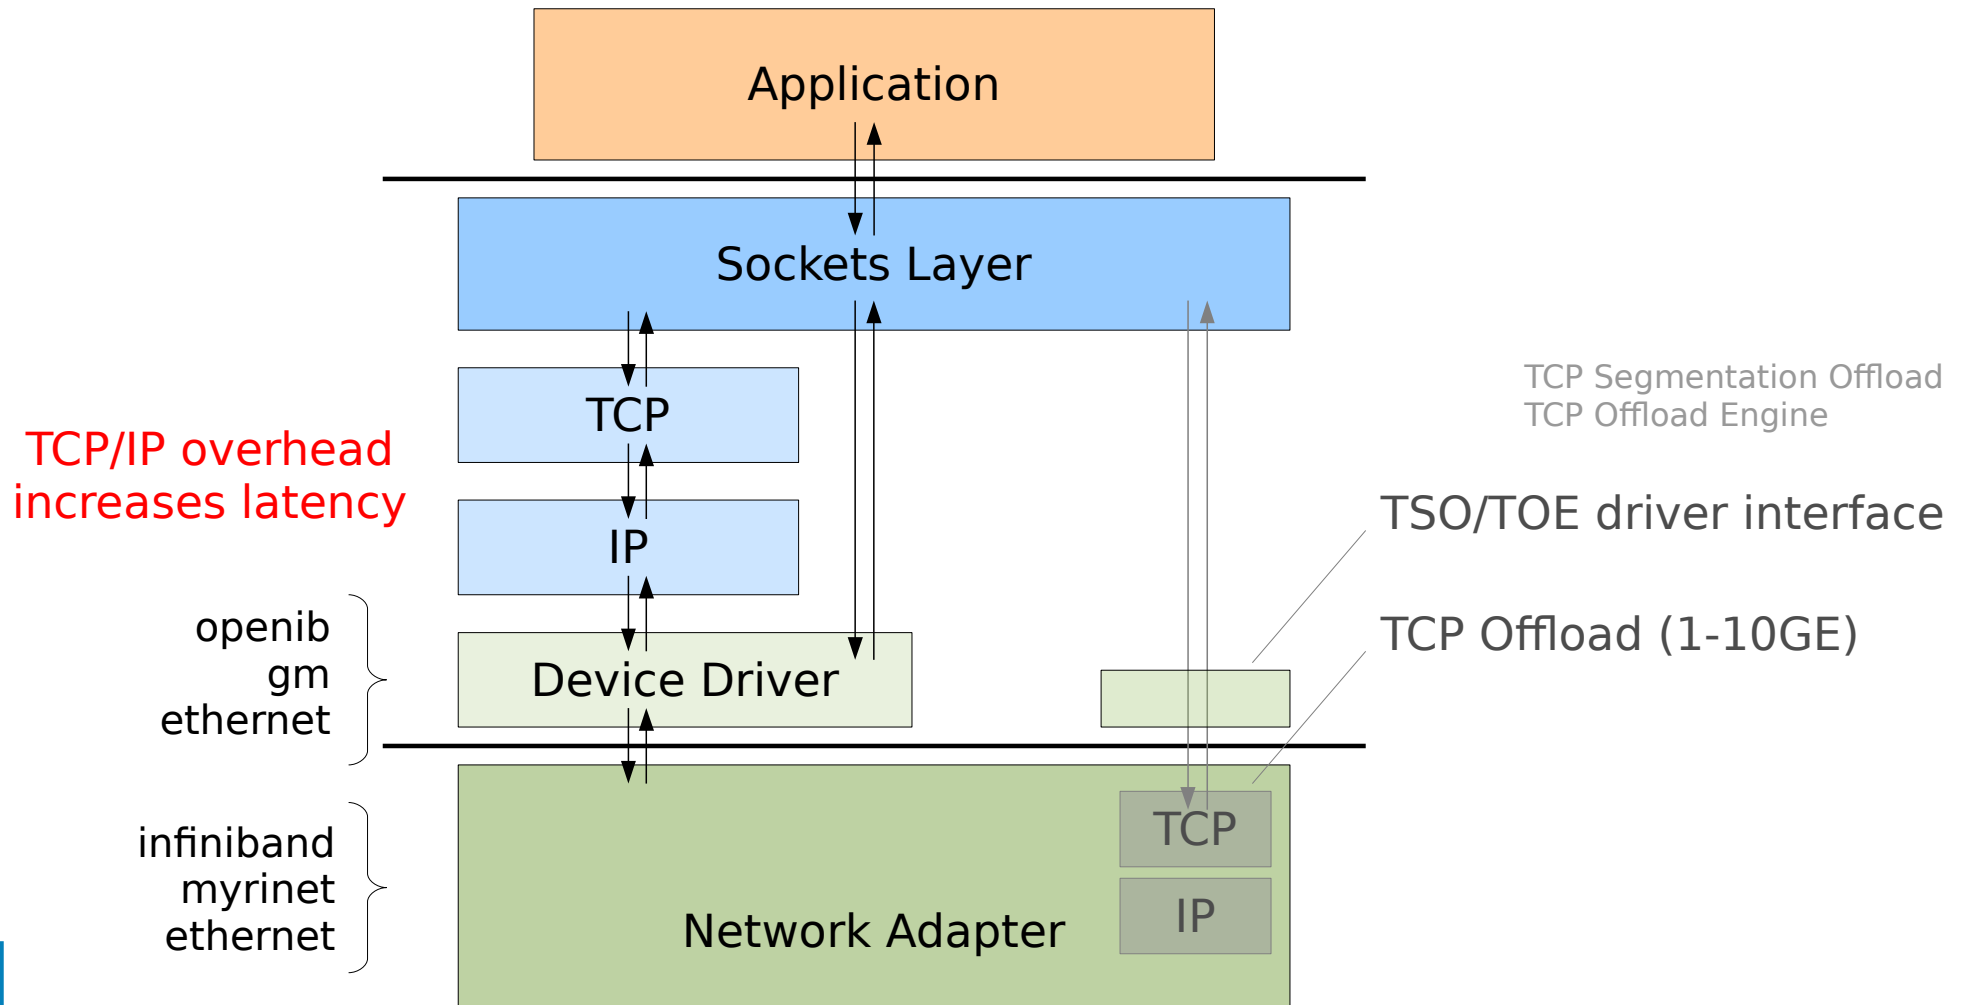 Application
Sockets Layer
TCP Segmentation Offload
TCP Offload Engine
TCP
TCP/IP overhead
increases latency
TSO/TOE driver interface
IP
openib
gm
ethernet
TCP Offload (1-10GE)
Device Driver
infiniband
myrinet
ethernet
TCP
IP
Network Adapter